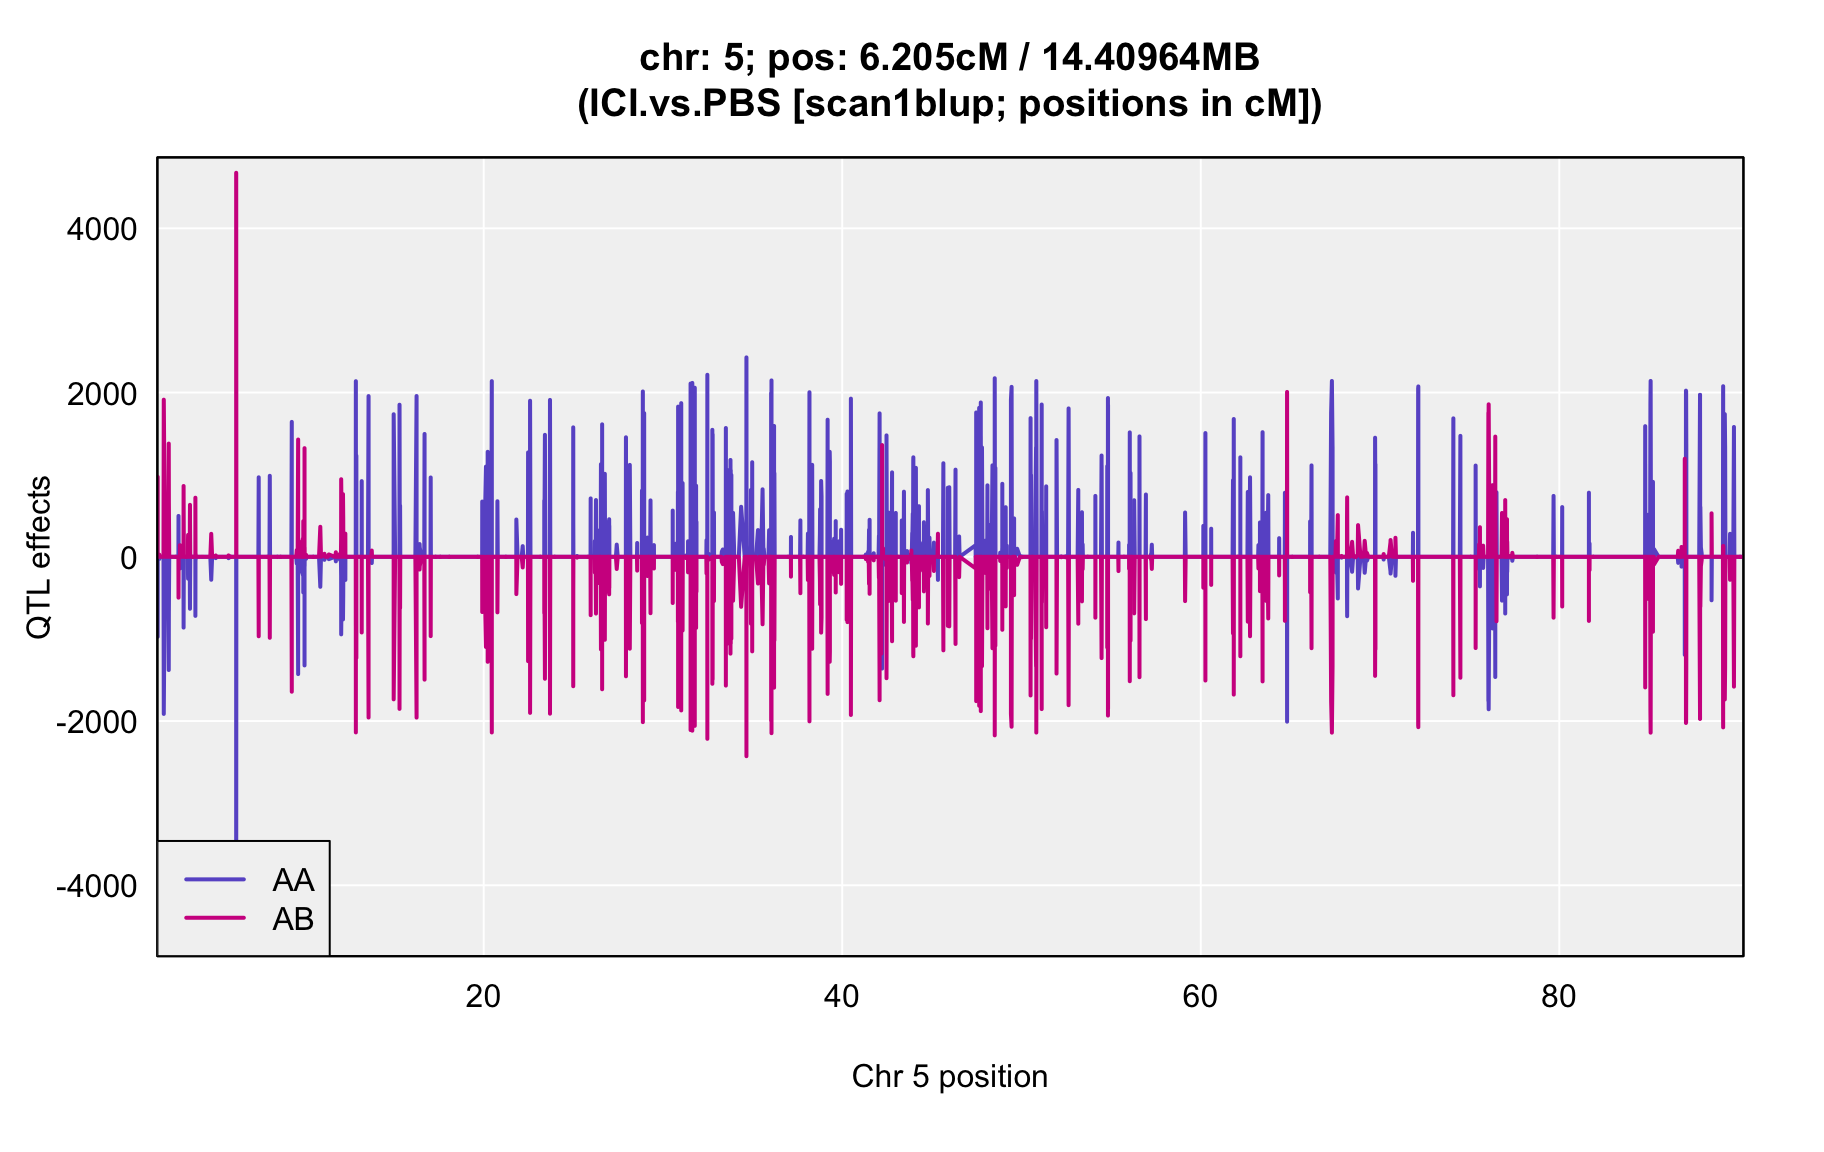 chr: 5; pos: 6.205cM / 14.40964MB
(ICI.vs.PBS [scan1blup; positions in cM])
QTL effects
4000
2000
0
-2000
-4000
AA
AB
20
40
60
80
Chr 5 position